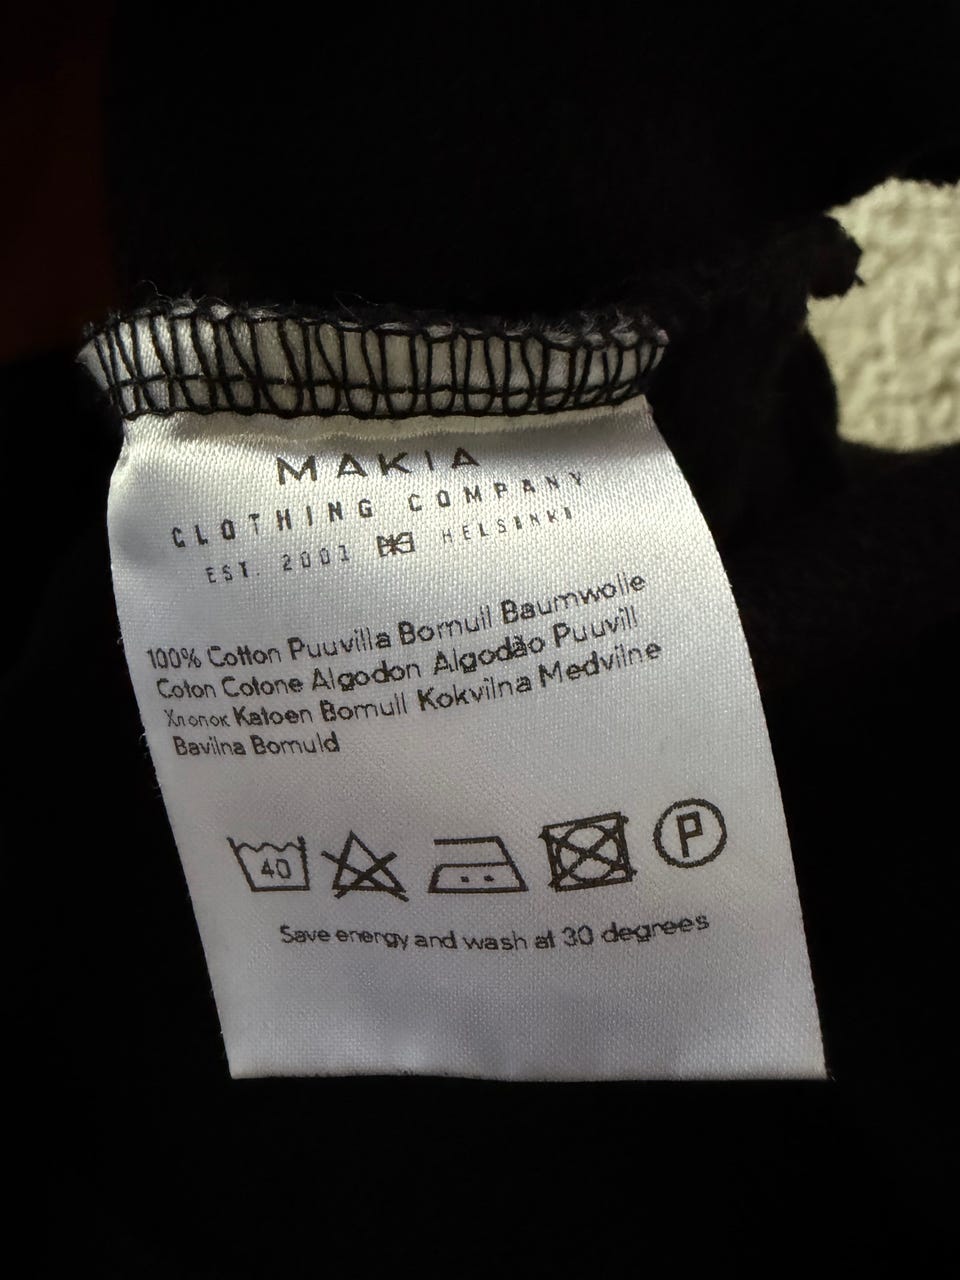 MAKIA
CLOTHING COMPANY
EST. 2001 HELSINKI
100% Cotton Puuvilla Bomull Baumwolle
Coton Cotone Algodon Algodão Puuvill
Хлопок Katoen Bomull Kokvilna Medvilne
Bavilna Bomuld
40
P
Save energy and wash at 30 degrees